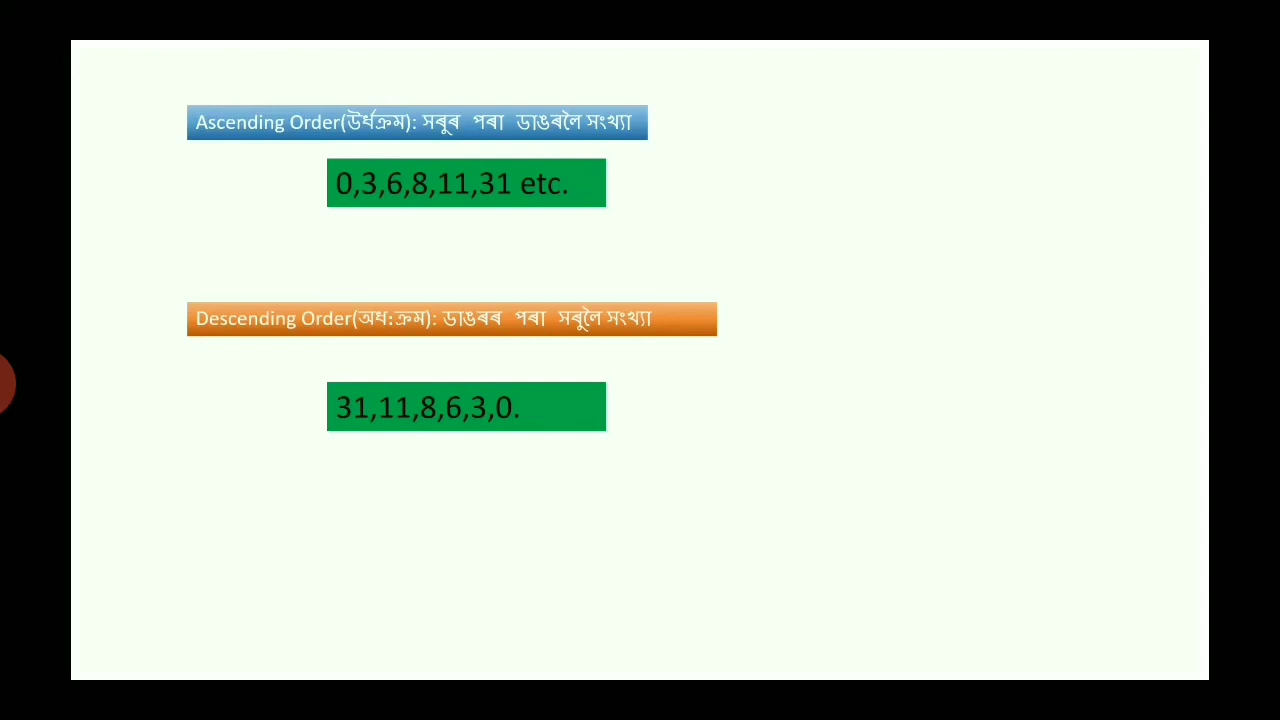 Ascending Order(উৰ্ধক্ৰম): সৰুৰ পৰা ডাঙৰলৈ সংখ্যা
0,3,6,8,11,31 etc.
Descending Order(অধ:ক্ৰম): ডাঙৰৰ পৰা সৰুলৈ সংখ্যা
31,11,8,6,3,0.